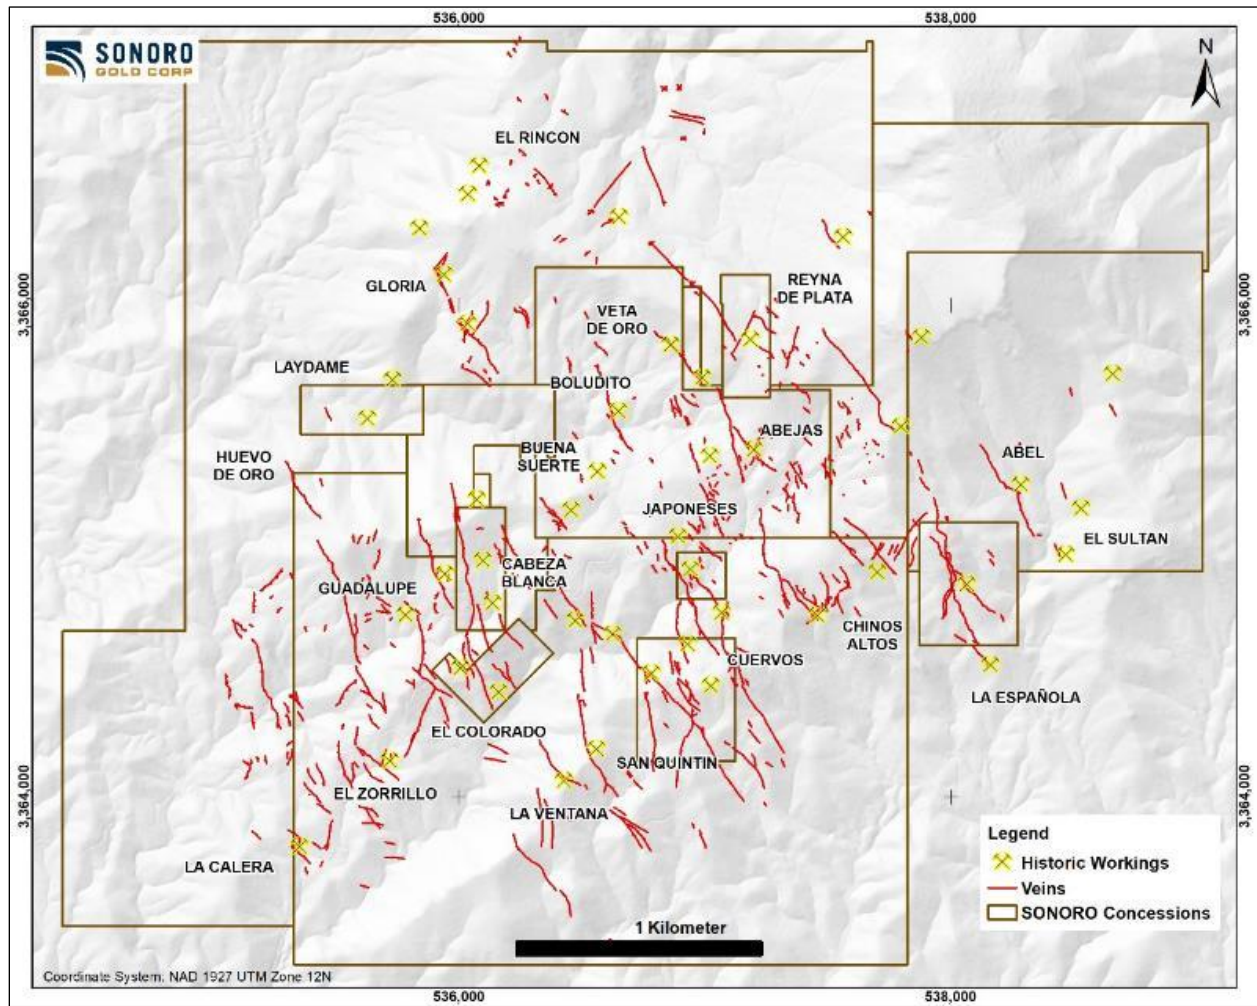 536,000
538,000
SONORO
GOLD CORP
N
EL RINCON
3,366,000
3,366,000
GLORIA
REYNA
DE PLATA
VETA
DE ORO
LAYDAME
BOLUDITO
ABEJAS
BUENA
SUERTE
HUEVO
DE ORO
ABEL
JAPONESES
EL SULTAN
CABEZA
BLANCA
GUADALUPE
CHINOS
ALTOS
CUERVOS
LA ESPAÑOLA
EL COLORADO
SAN QUINTIN
EL ZORRILLO
LA VENTANA
3,364,000
3,364,000
LA CALERA
Legend
Historic Workings
Veins
SONORO Concessions
1 Kilometer
Coordinate System: NAD 1927 UTM Zone 12N
536,000
538,000